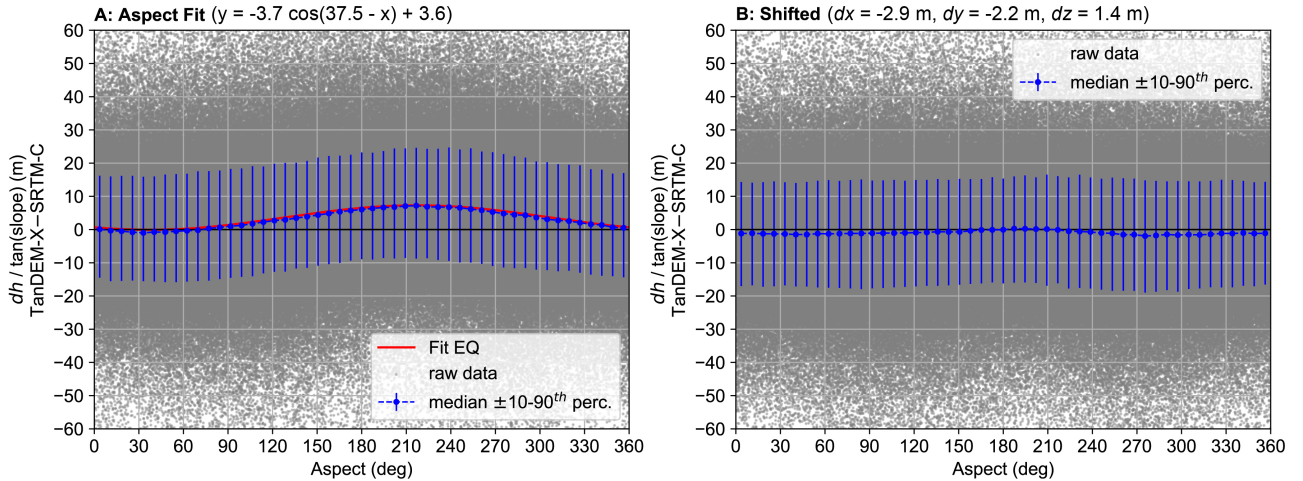 A: Aspect Fit (y = -3.7 cos(37.5 - x) + 3.6)
60
50
40
30
20
10
0
−10
−20
−30
−40
−50
−60
dh / tan(slope) (m)
TanDEM-X−SRTM-C
Fit EQ
raw data
median ±10-90th perc.
0 30 60 90 120 150 180 210 240 270 300 330 360
Aspect (deg)
B: Shifted (dx = -2.9 m, dy = -2.2 m, dz = 1.4 m)
60
50
40
30
20
10
0
−10
−20
−30
−40
−50
−60
dh / tan(slope) (m)
TanDEM-X−SRTM-C
raw data
median ±10-90th perc.
0 30 60 90 120 150 180 210 240 270 300 330 360
Aspect (deg)